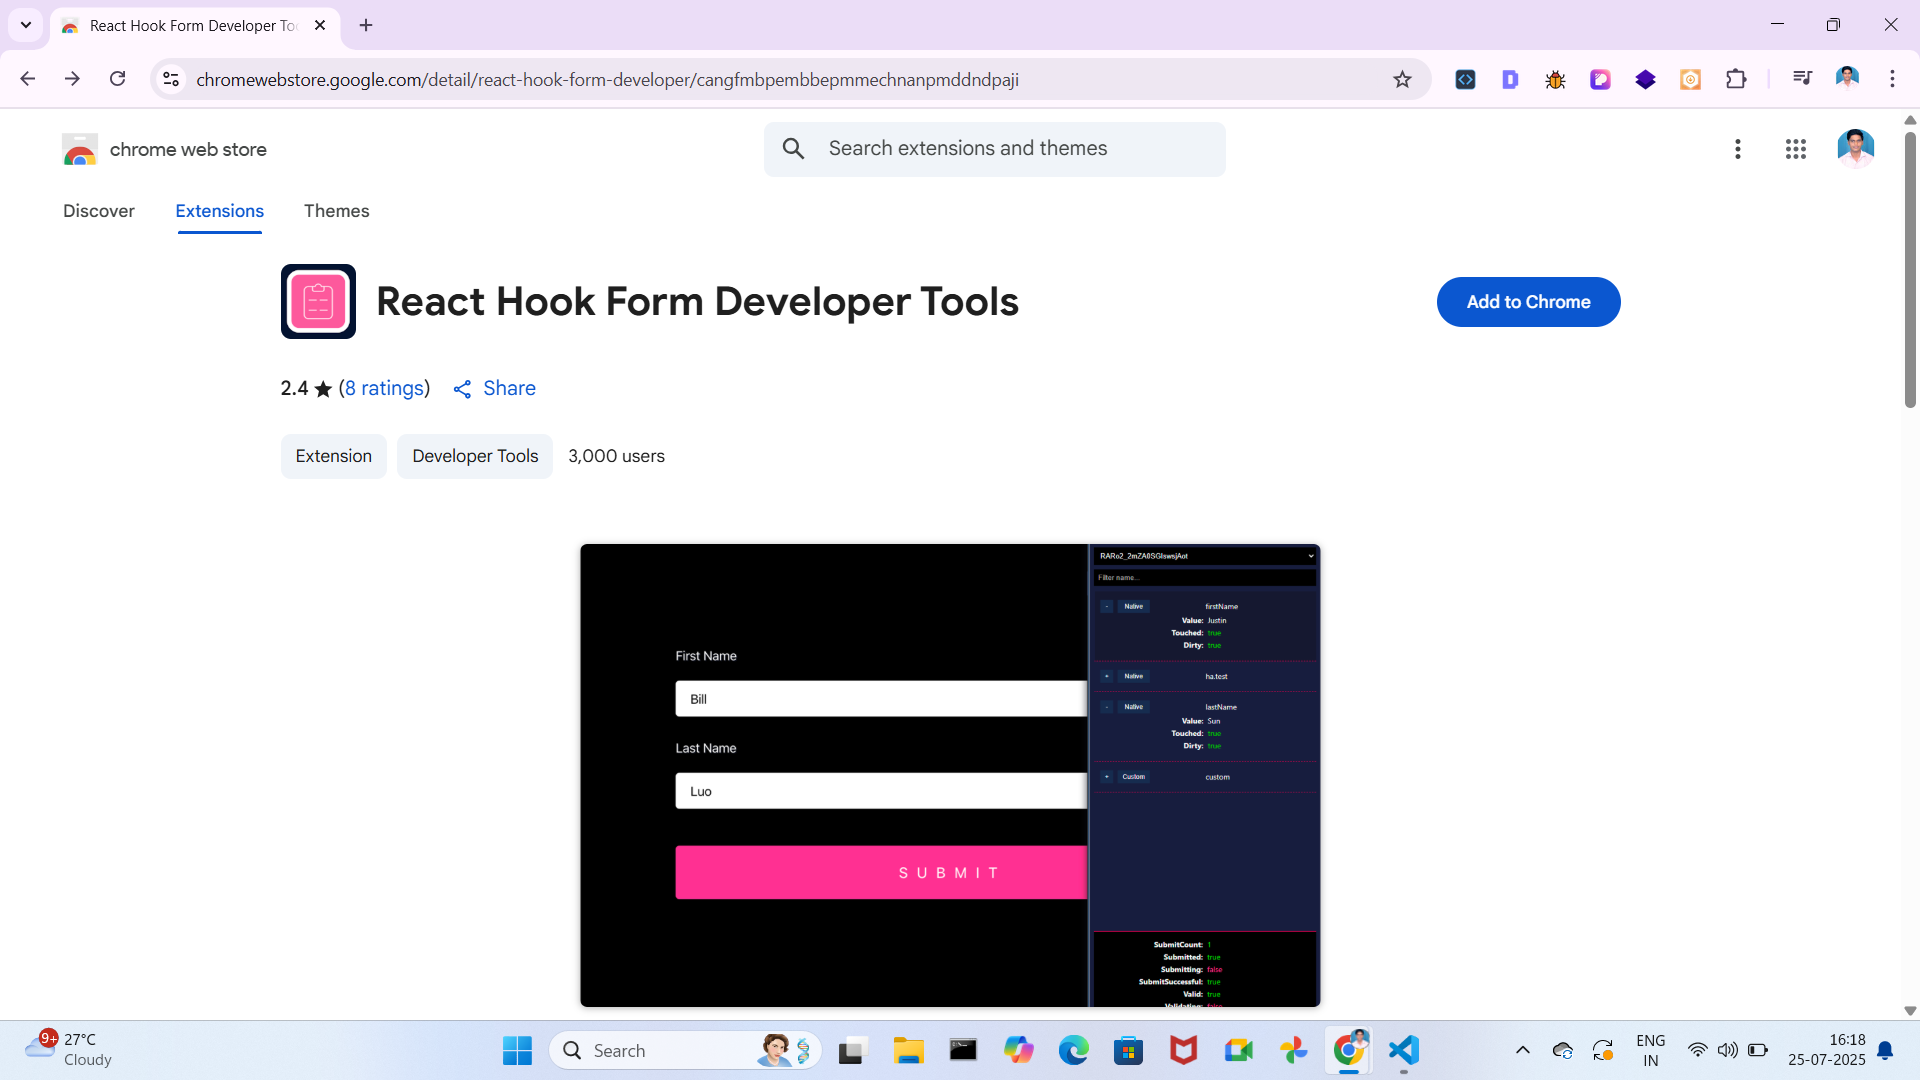 React Hook Form Developer Too
chromewebstore.google.com/detail/react-hook-form-developer/cangfmbpembbepmmechnanpmddndpaji
chrome web store
Search extensions and themes
Discover
Extensions
Themes
React Hook Form Developer Tools
Add to Chrome
2.4 ★ (8 ratings)
Share
Extension
Developer Tools
3,000 users
First Name
Bill
Last Name
Luo
SUBMIT
Filter name...
- Native firstName
Value: Justin
Touched: true
Dirty: true
+ Native ha.test
- Native lastName
Value: Sun
Touched: true
Dirty: true
+ Custom custom
SubmitCount: 1
Submitted: true
Submitting: false
SubmitSuccessful: true
Valid: true
Validating: false
9+
27°C
Cloudy
Search
ENG
IN
16:18
25-07-2025